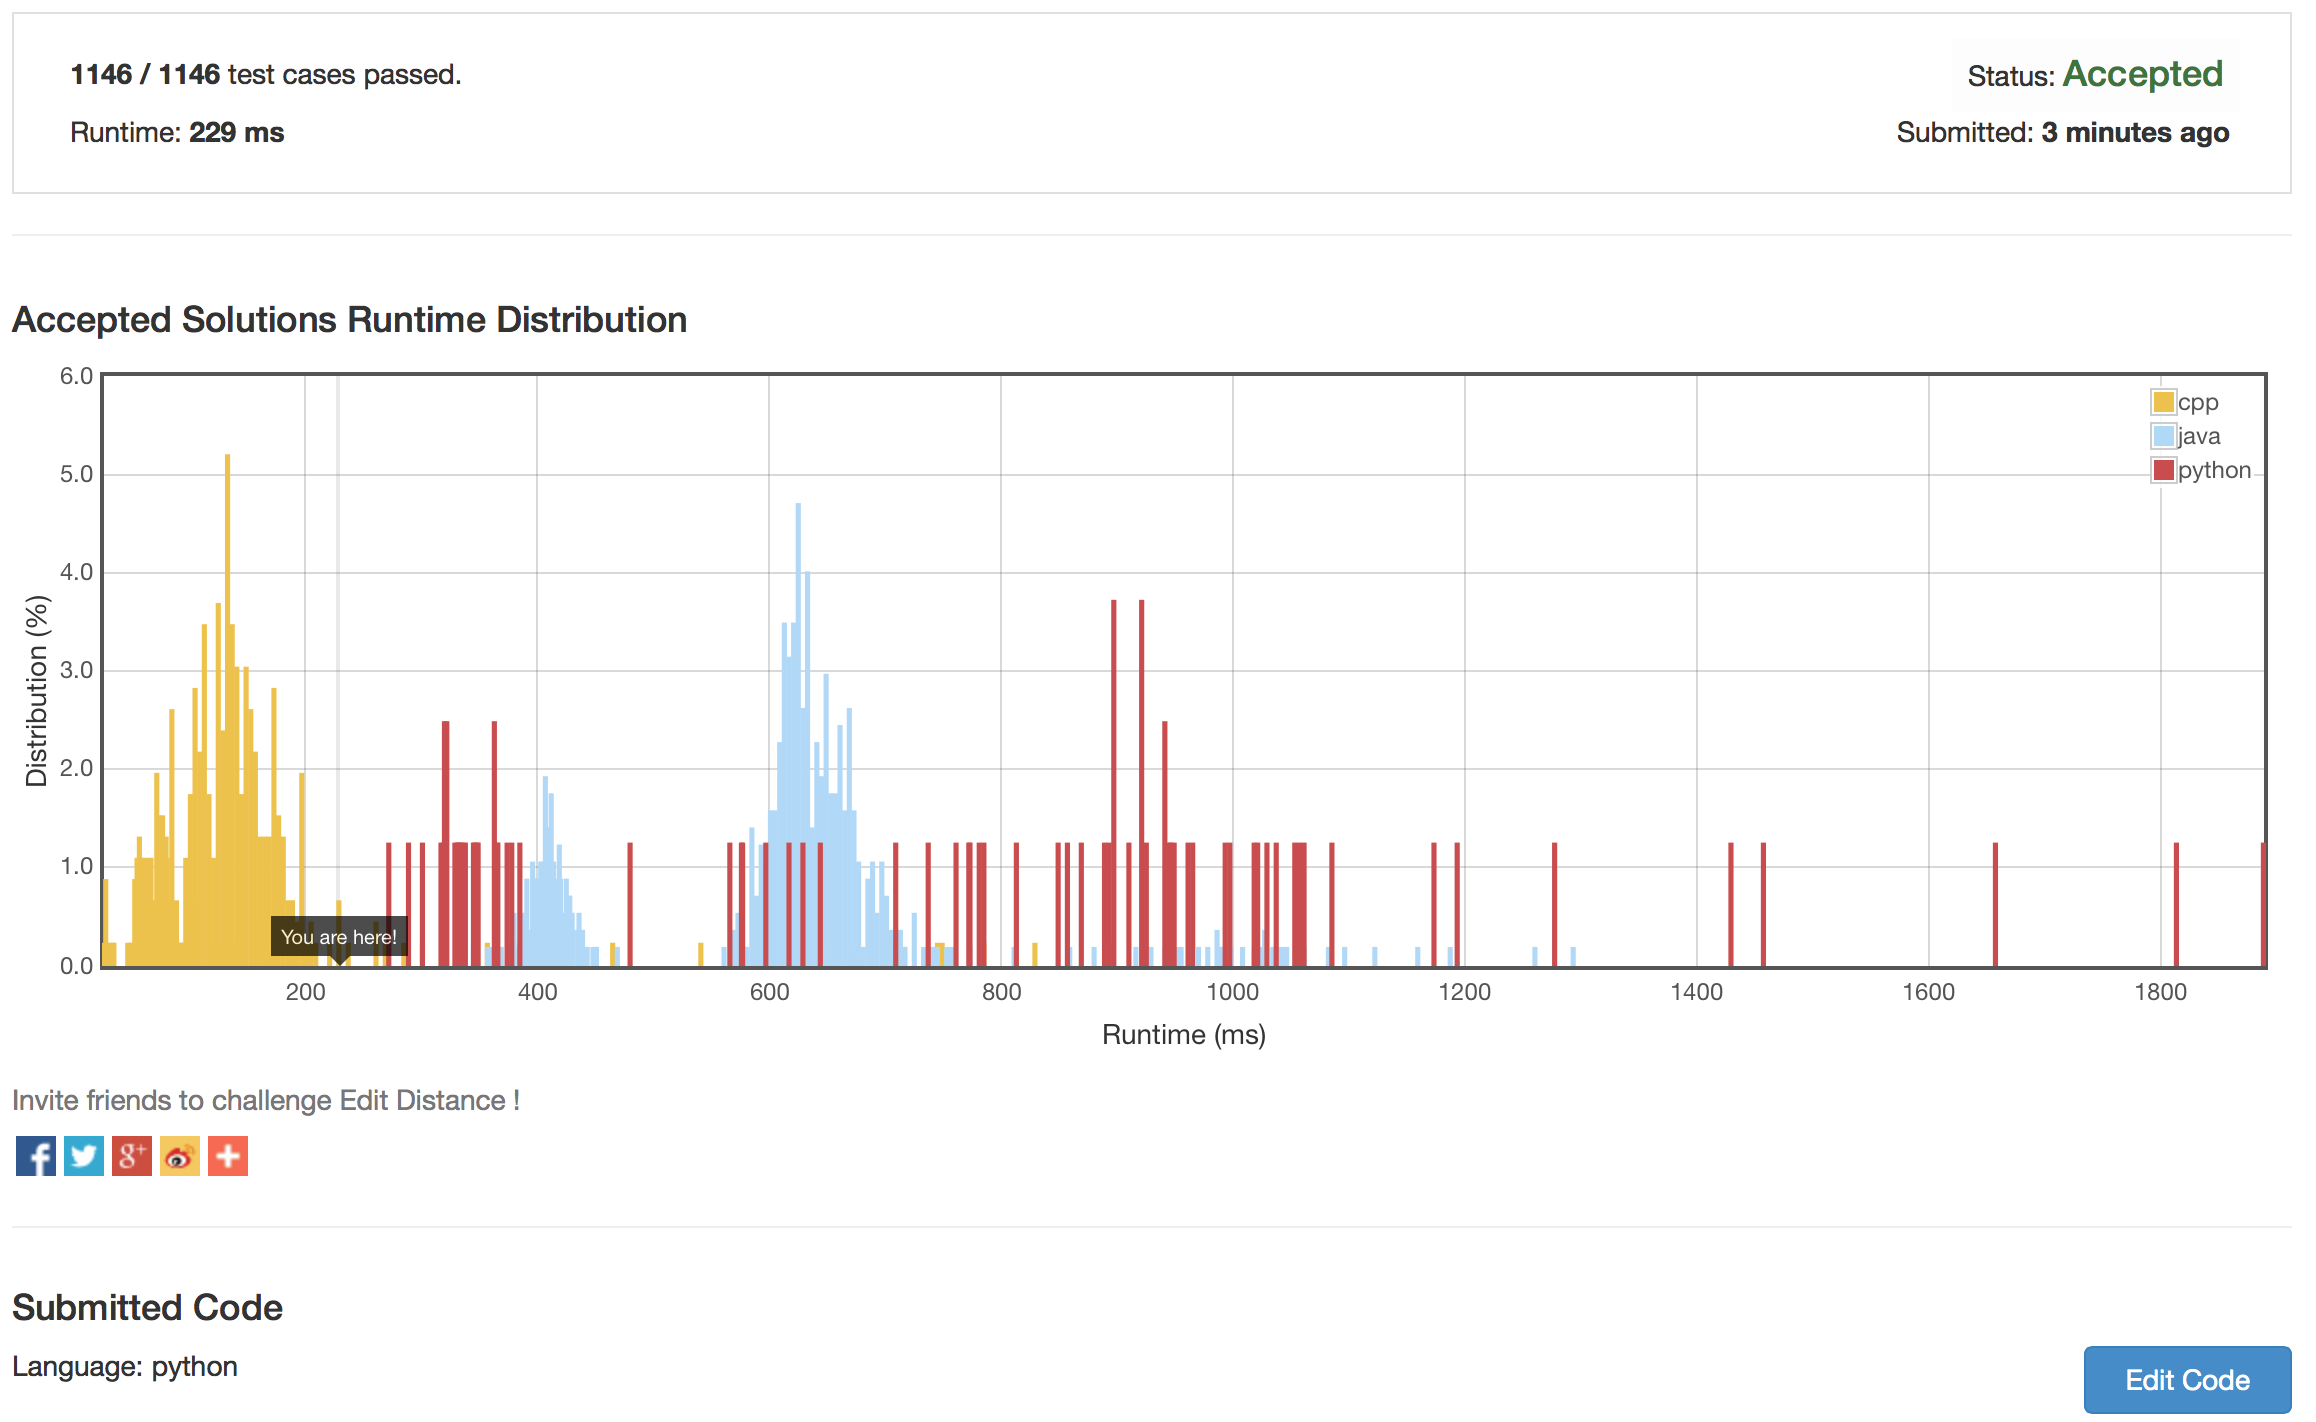 1146 / 1146 test cases passed.
Status: Accepted
Runtime: 229 ms
Submitted: 3 minutes ago
Accepted Solutions Runtime Distribution
6.0
5.0
4.0
3.0
2.0
1.0
0.0
Distribution (%)
cpp
java
python
You are here!
200 400 600 800 1000 1200 1400 1600 1800
Runtime (ms)
Invite friends to challenge Edit Distance !
f g+
Submitted Code
Language: python
Edit Code